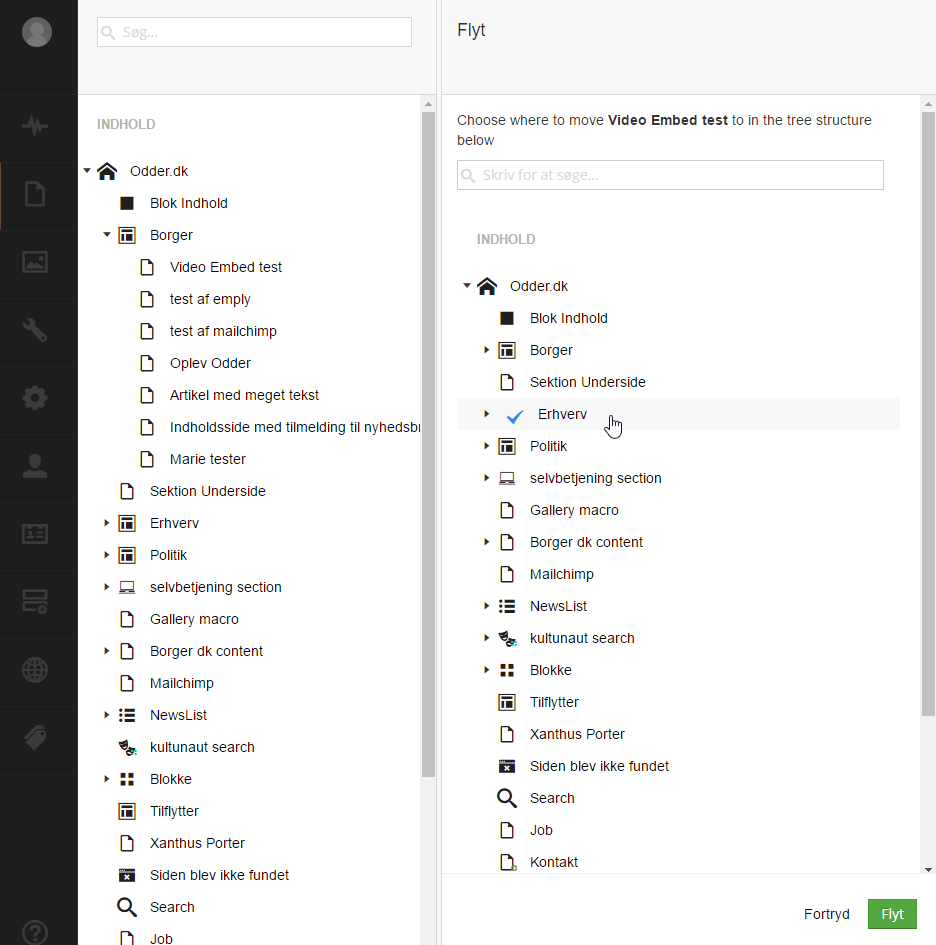 Søg...
INDHOLD
Odder.dk
Blok Indhold
Borger
Video Embed test
test af emply
test af mailchimp
Oplev Odder
Artikel med meget tekst
Indholdsside med tilmelding til nyhedsbr
Marie tester
Sektion Underside
Erhverv
Politik
selvbetjening section
Gallery macro
Borger dk content
Mailchimp
NewsList
kultunaut search
Blokke
Tilflytter
Xanthus Porter
Siden blev ikke fundet
Search
Job
Flyt
Choose where to move Video Embed test to in the tree structure
below
Skriv for at søge...
INDHOLD
Odder.dk
Blok Indhold
Borger
Sektion Underside
Erhverv
Politik
selvbetjening section
Gallery macro
Borger dk content
Mailchimp
NewsList
kultunaut search
Blokke
Tilflytter
Xanthus Porter
Siden blev ikke fundet
Search
Job
Kontakt
Fortryd
Flyt